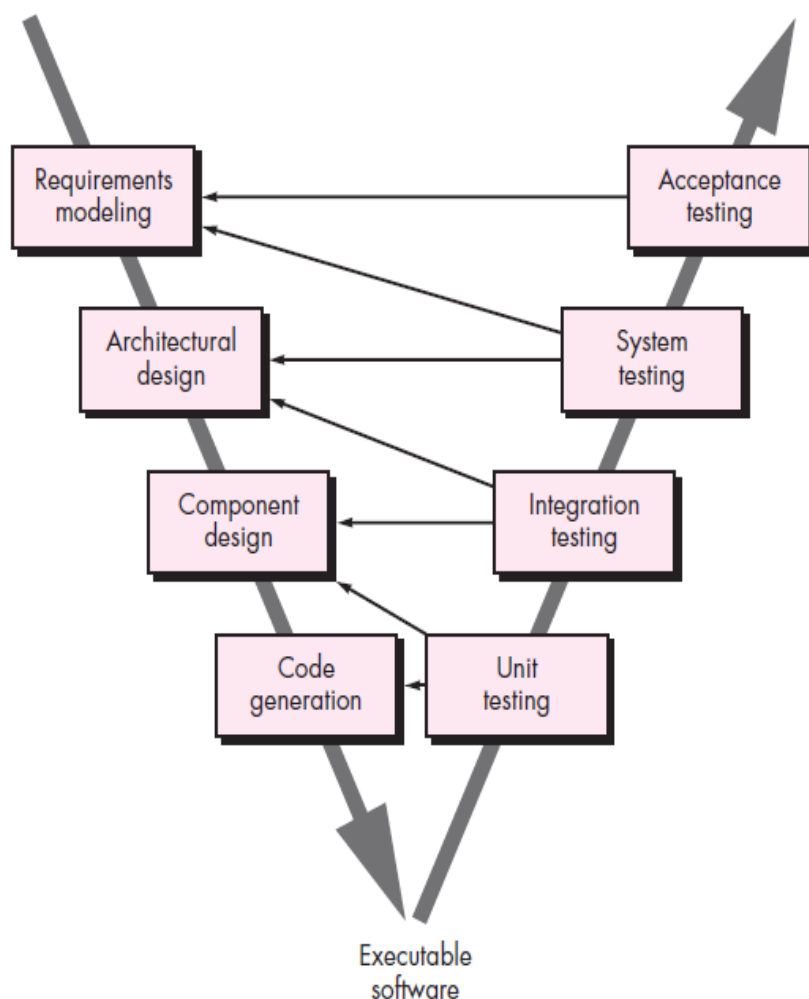 Requirements
modeling
Acceptance
testing
Architectural
design
System
testing
Component
design
Integration
testing
Code
generation
Unit
testing
Executable
software